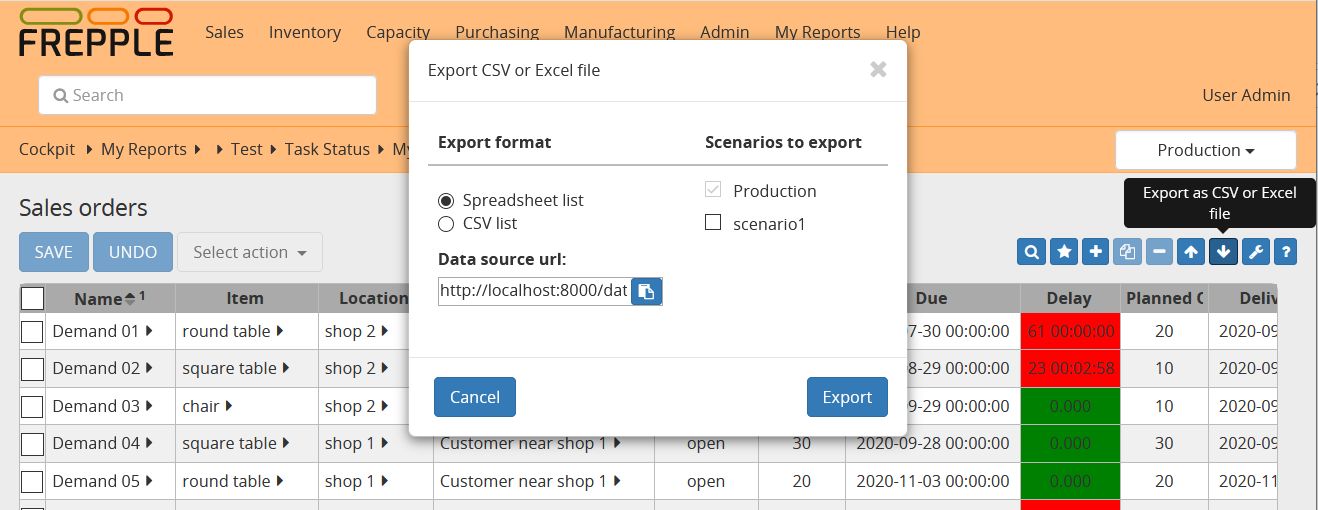 FREPPLE
Sales Inventory Capacity Purchasing Manufacturing Admin My Reports Help
Search
User Admin
Cockpit My Reports Test Task Status
Production
Export as CSV or Excel
file
Export CSV or Excel file
Export format
Scenarios to export
Spreadsheet list
CSV list
Production
scenario1
Data source url:
http://localhost:8000/dat
Cancel
Export
Sales orders
SAVE UNDO Select action
?
Name 1 Item Location Due Delay Planned Deliv
Demand 01 round table shop 2 7-30 00:00:00 61 00:00:00 20 2020-09
Demand 02 square table shop 2 8-29 00:00:00 23 00:02:58 10 2020-09
Demand 03 chair shop 2 09-29 00:00:00 0.000 10 2020-09
Demand 04 square table shop 1 Customer near shop 1 open 30 2020-09-28 00:00:00 0.000 30 2020-09
Demand 05 round table shop 1 Customer near shop 1 open 20 2020-11-03 00:00:00 0.000 20 2020-11